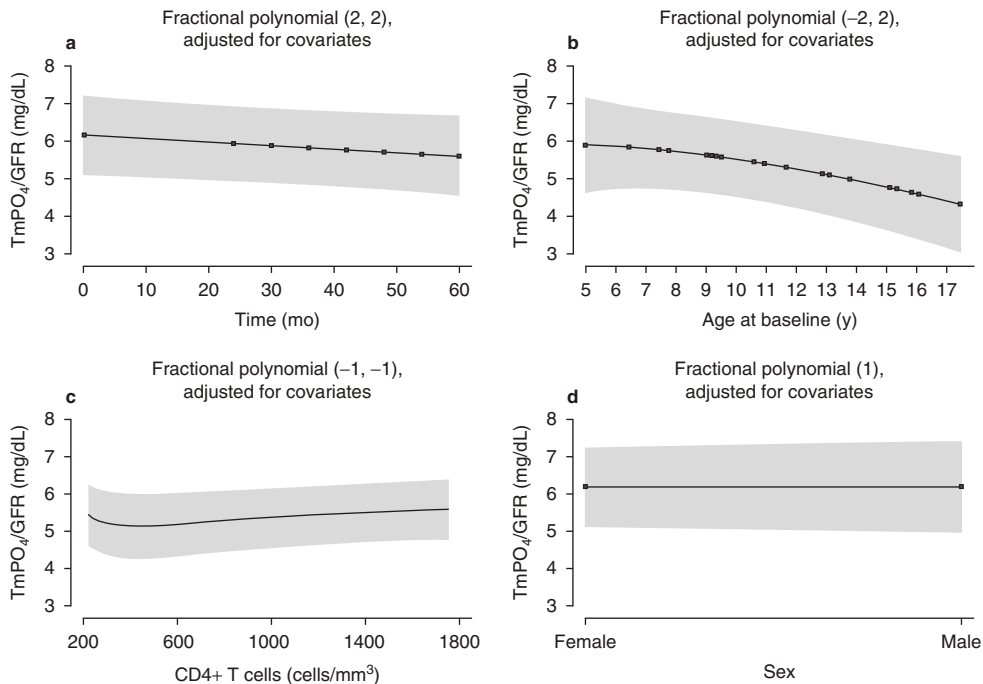 Fractional polynomial (2, 2),
adjusted for covariates
a
TmPO₄/GFR (mg/dL)
8
7
6
5
4
3
0 10 20 30 40 50 60
Time (mo)
Fractional polynomial (−2, 2),
adjusted for covariates
b
TmPO₄/GFR (mg/dL)
8
7
6
5
4
3
5 6 7 8 9 10 11 12 13 14 15 16 17
Age at baseline (y)
Fractional polynomial (−1, −1),
adjusted for covariates
c
TmPO₄/GFR (mg/dL)
8
7
6
5
4
3
200 600 1000 1400 1800
CD4+ T cells (cells/mm³)
Fractional polynomial (1),
adjusted for covariates
d
TmPO₄/GFR (mg/dL)
8
7
6
5
4
3
Female Male
Sex